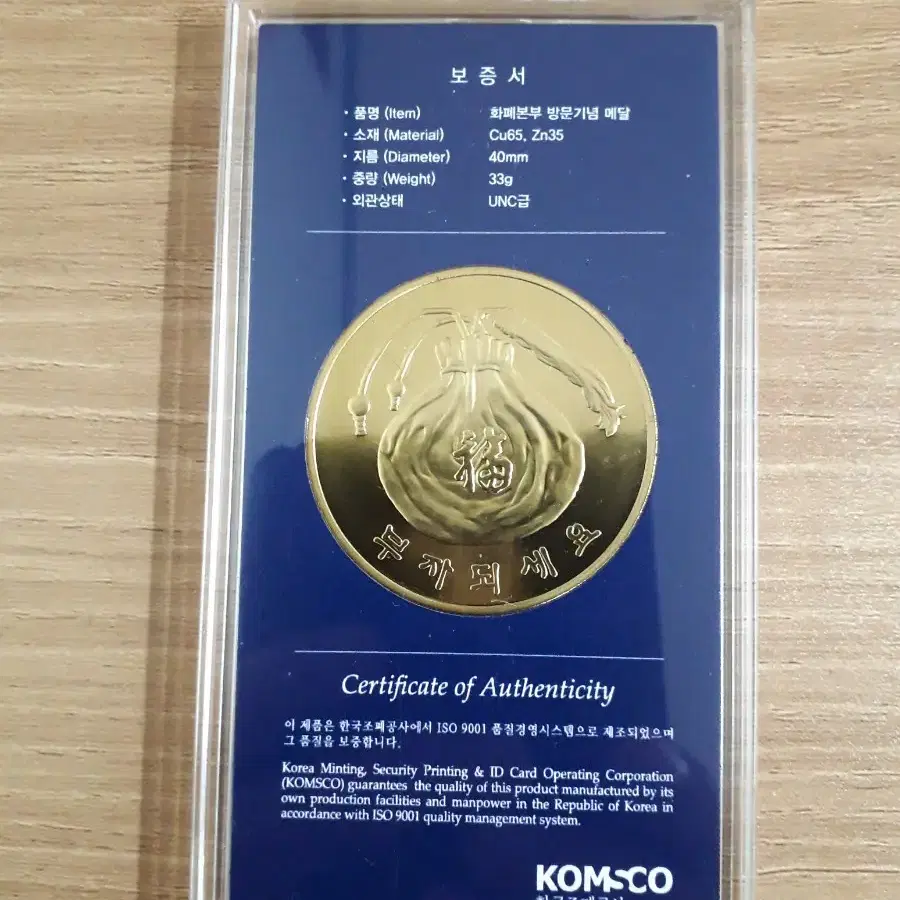 보증서
· 품명 (Item) 화폐본부 방문기념 메달
· 소재 (Material) Cu65, Zn35
· 지름 (Diameter) 40mm
· 중량 (Weight) 33g
· 외관상태 UNC급
福
부자되세요
Certificate of Authenticity
이 제품은 한국조폐공사에서 ISO 9001 품질경영시스템으로 제조되었으며
그 품질을 보증합니다.
Korea Minting, Security Printing & ID Card Operating Corporation
(KOMSCO) guarantees the quality of this product manufactured by its
own production facilities and manpower in the Republic of Korea in
accordance with ISO 9001 quality management system.
KOMSCO
한국조폐공사